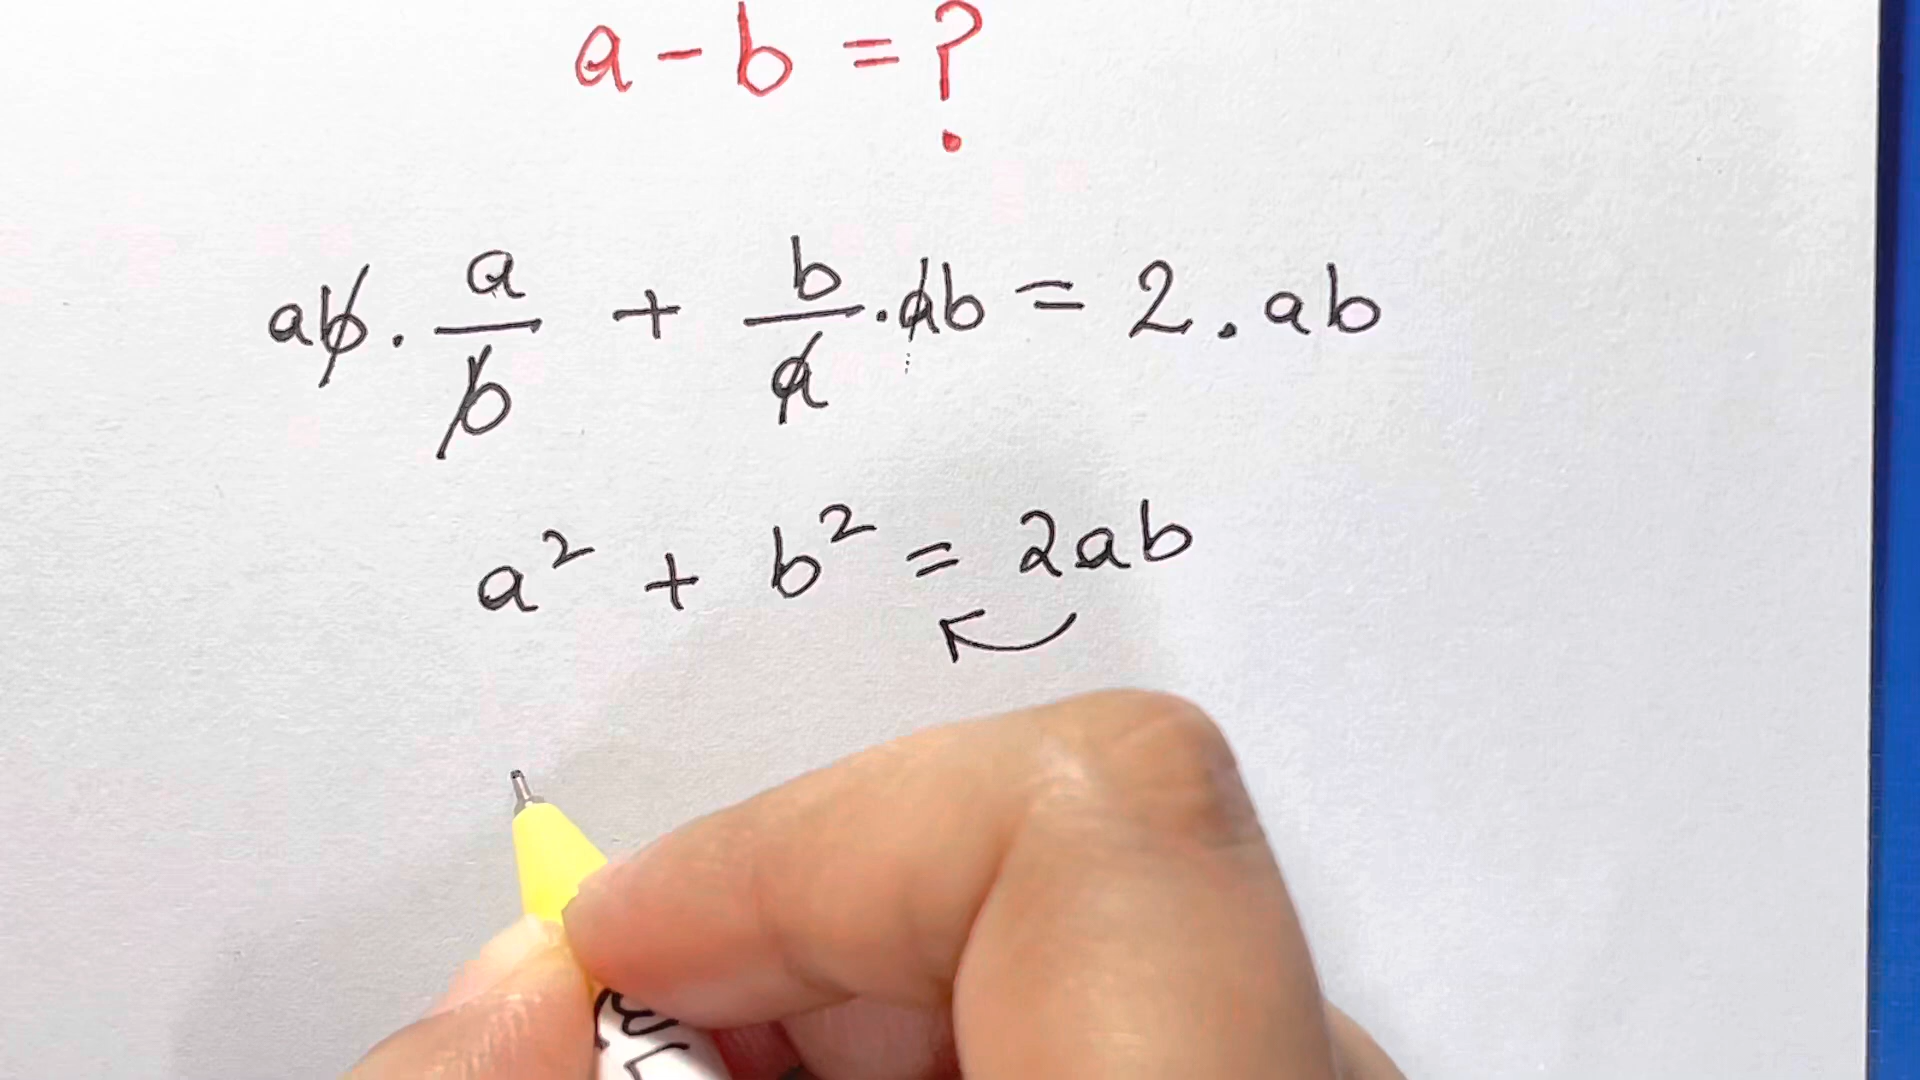 a - b = ?
ab . a/b + b/a . ab = 2 . ab
a² + b² = 2ab